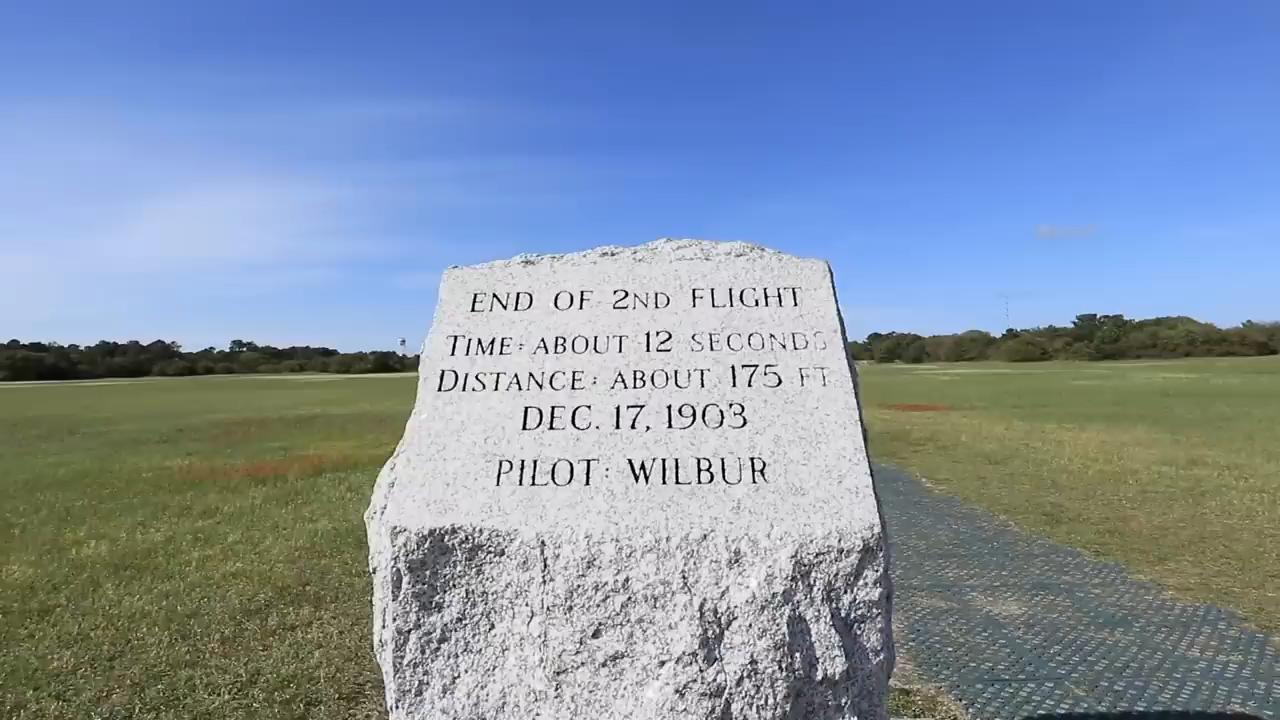 END OF 2ND FLIGHT
TIME: ABOUT 12 SECONDS
DISTANCE: ABOUT 175 FT
DEC. 17, 1903
PILOT: WILBUR